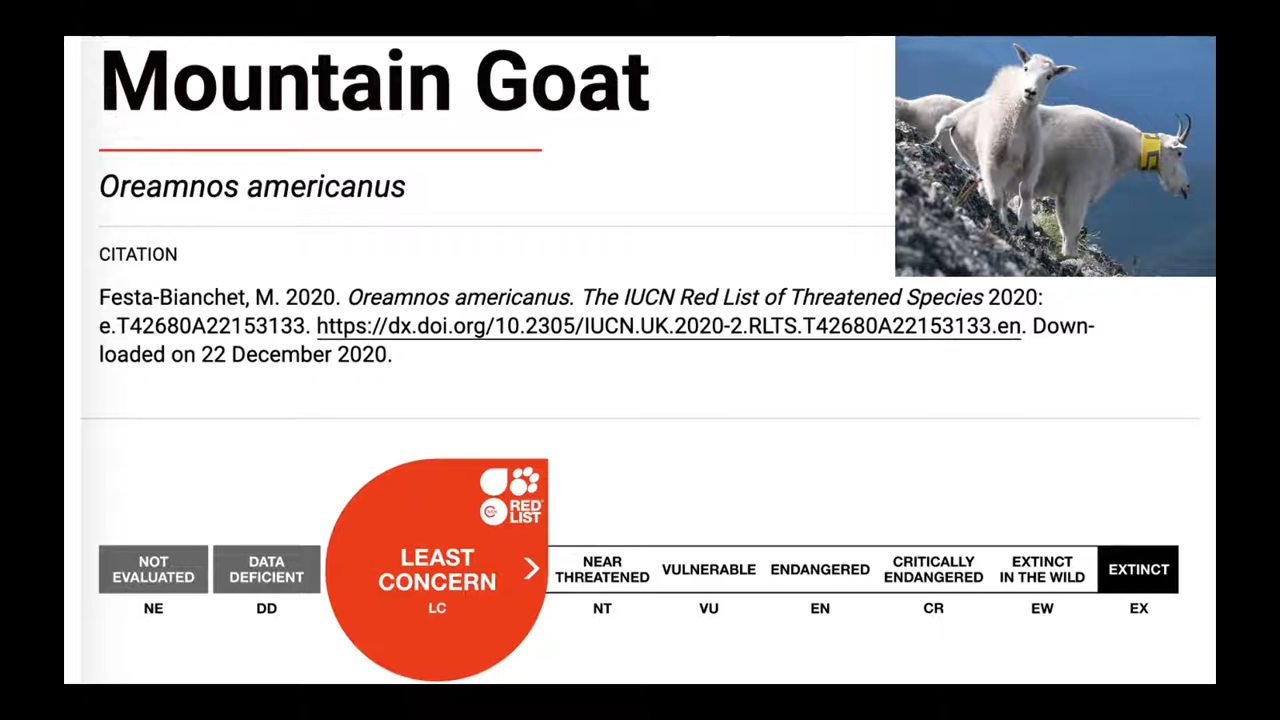 Mountain Goat
Oreamnos americanus
CITATION
Festa-Bianchet, M. 2020. Oreamnos americanus. The IUCN Red List of Threatened Species 2020:
e.T42680A22153133. https://dx.doi.org/10.2305/IUCN.UK.2020-2.RLTS.T42680A22153133.en. Down-
loaded on 22 December 2020.
RED
LIST
NOT
EVALUATED
NE
DATA
DEFICIENT
DD
LEAST
CONCERN
LC
NEAR
THREATENED
NT
VULNERABLE
VU
ENDANGERED
EN
CRITICALLY
ENDANGERED
CR
EXTINCT
IN THE WILD
EW
EXTINCT
EX